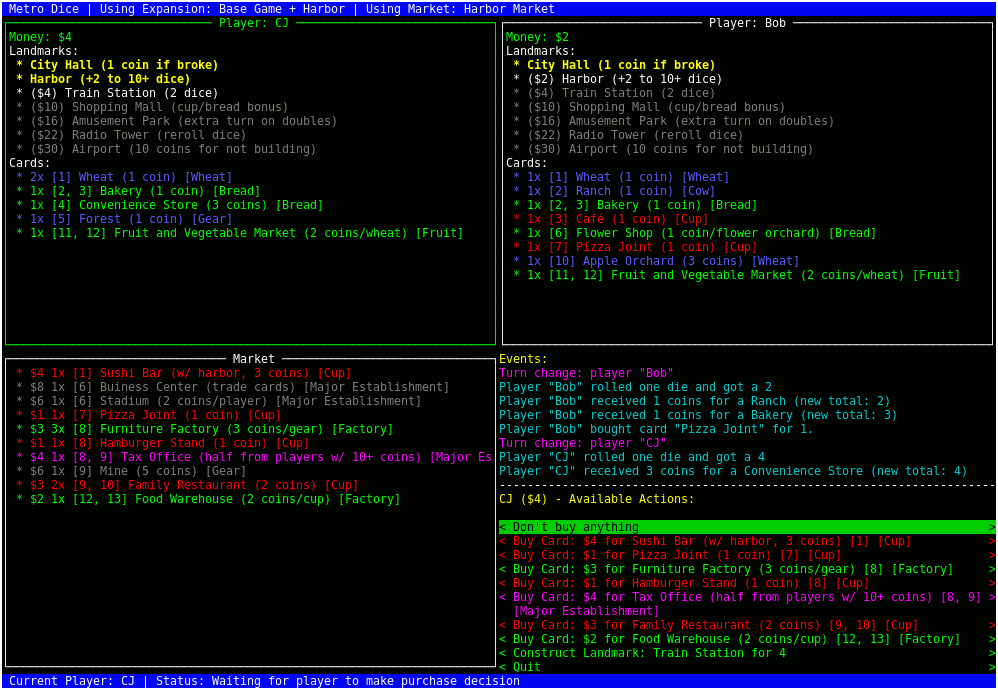 Metro Dice | Using Expansion: Base Game + Harbor | Using Market: Harbor Market
Player: CJ
Money: $4
Landmarks:
* City Hall (1 coin if broke)
* Harbor (+2 to 10+ dice)
* ($4) Train Station (2 dice)
* ($10) Shopping Mall (cup/bread bonus)
* ($16) Amusement Park (extra turn on doubles)
* ($22) Radio Tower (reroll dice)
* ($30) Airport (10 coins for not building)
Cards:
* 2x [1] Wheat (1 coin) [Wheat]
* 1x [2, 3] Bakery (1 coin) [Bread]
* 1x [4] Convenience Store (3 coins) [Bread]
* 1x [5] Forest (1 coin) [Gear]
* 1x [11, 12] Fruit and Vegetable Market (2 coins/wheat) [Fruit]
Player: Bob
Money: $2
Landmarks:
* City Hall (1 coin if broke)
* ($2) Harbor (+2 to 10+ dice)
* ($4) Train Station (2 dice)
* ($10) Shopping Mall (cup/bread bonus)
* ($16) Amusement Park (extra turn on doubles)
* ($22) Radio Tower (reroll dice)
* ($30) Airport (10 coins for not building)
Cards:
* 1x [1] Wheat (1 coin) [Wheat]
* 1x [2] Ranch (1 coin) [Cow]
* 1x [2, 3] Bakery (1 coin) [Bread]
* 1x [3] Café (1 coin) [Cup]
* 1x [6] Flower Shop (1 coin/flower orchard) [Bread]
* 1x [7] Pizza Joint (1 coin) [Cup]
* 1x [10] Apple Orchard (3 coins) [Wheat]
* 1x [11, 12] Fruit and Vegetable Market (2 coins/wheat) [Fruit]
Market
* $4 1x [1] Sushi Bar (w/ harbor, 3 coins) [Cup]
* $8 1x [6] Buiness Center (trade cards) [Major Establishment]
* $6 1x [6] Stadium (2 coins/player) [Major Establishment]
* $1 1x [7] Pizza Joint (1 coin) [Cup]
* $3 3x [8] Furniture Factory (3 coins/gear) [Factory]
* $1 1x [8] Hamburger Stand (1 coin) [Cup]
* $4 1x [8, 9] Tax Office (half from players w/ 10+ coins) [Major Es
* $6 1x [9] Mine (5 coins) [Gear]
* $3 2x [9, 10] Family Restaurant (2 coins) [Cup]
* $2 1x [12, 13] Food Warehouse (2 coins/cup) [Factory]
Events:
Turn change: player "Bob"
Player "Bob" rolled one die and got a 2
Player "Bob" received 1 coins for a Ranch (new total: 2)
Player "Bob" received 1 coins for a Bakery (new total: 3)
Player "Bob" bought card "Pizza Joint" for 1.
Turn change: player "CJ"
Player "CJ" rolled one die and got a 4
Player "CJ" received 3 coins for a Convenience Store (new total: 4)
CJ ($4) - Available Actions:
< Don't buy anything >
< Buy Card: $4 for Sushi Bar (w/ harbor, 3 coins) [1] [Cup] >
< Buy Card: $1 for Pizza Joint (1 coin) [7] [Cup] >
< Buy Card: $3 for Furniture Factory (3 coins/gear) [8] [Factory] >
< Buy Card: $1 for Hamburger Stand (1 coin) [8] [Cup] >
< Buy Card: $4 for Tax Office (half from players w/ 10+ coins) [8, 9] >
[Major Establishment]
< Buy Card: $3 for Family Restaurant (2 coins) [9, 10] [Cup] >
< Buy Card: $2 for Food Warehouse (2 coins/cup) [12, 13] [Factory] >
< Construct Landmark: Train Station for 4 >
< Quit >
Current Player: CJ | Status: Waiting for player to make purchase decision